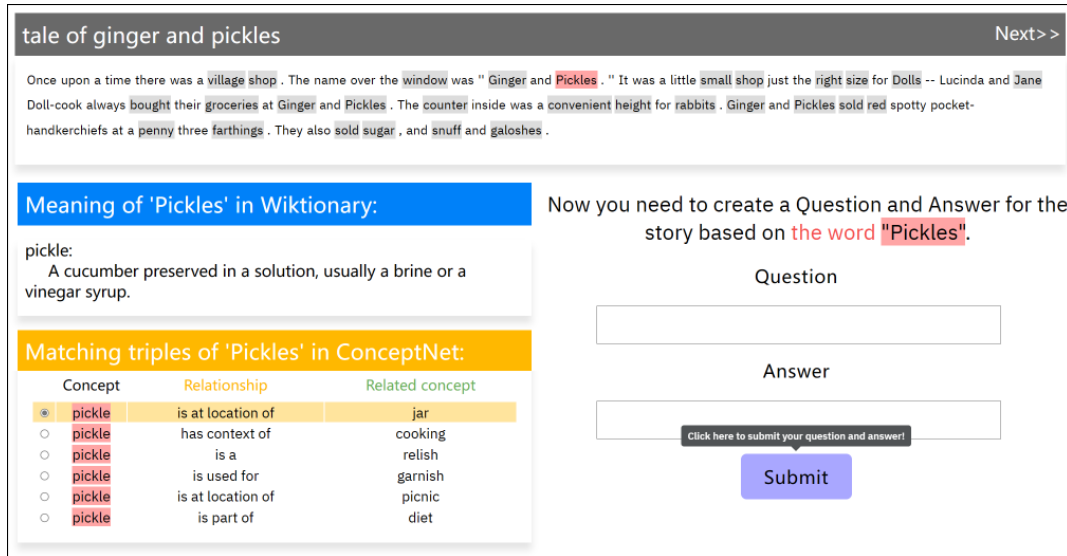 tale of ginger and pickles
Next>>
Once upon a time there was a village shop . The name over the window was " Ginger and Pickles . " It was a little small shop just the right size for Dolls -- Lucinda and Jane
Doll-cook always bought their groceries at Ginger and Pickles . The counter inside was a convenient height for rabbits . Ginger and Pickles sold red spotty pocket-
handkerchiefs at a penny three farthings . They also sold sugar , and snuff and galoshes .
Meaning of 'Pickles' in Wiktionary:
pickle:
A cucumber preserved in a solution, usually a brine or a
vinegar syrup.
Matching triples of 'Pickles' in ConceptNet:
Concept Relationship Related concept
pickle is at location of jar
pickle has context of cooking
pickle is a relish
pickle is used for garnish
pickle is at location of picnic
pickle is part of diet
Now you need to create a Question and Answer for the
story based on the word "Pickles".
Question
Answer
Click here to submit your question and answer!
Submit